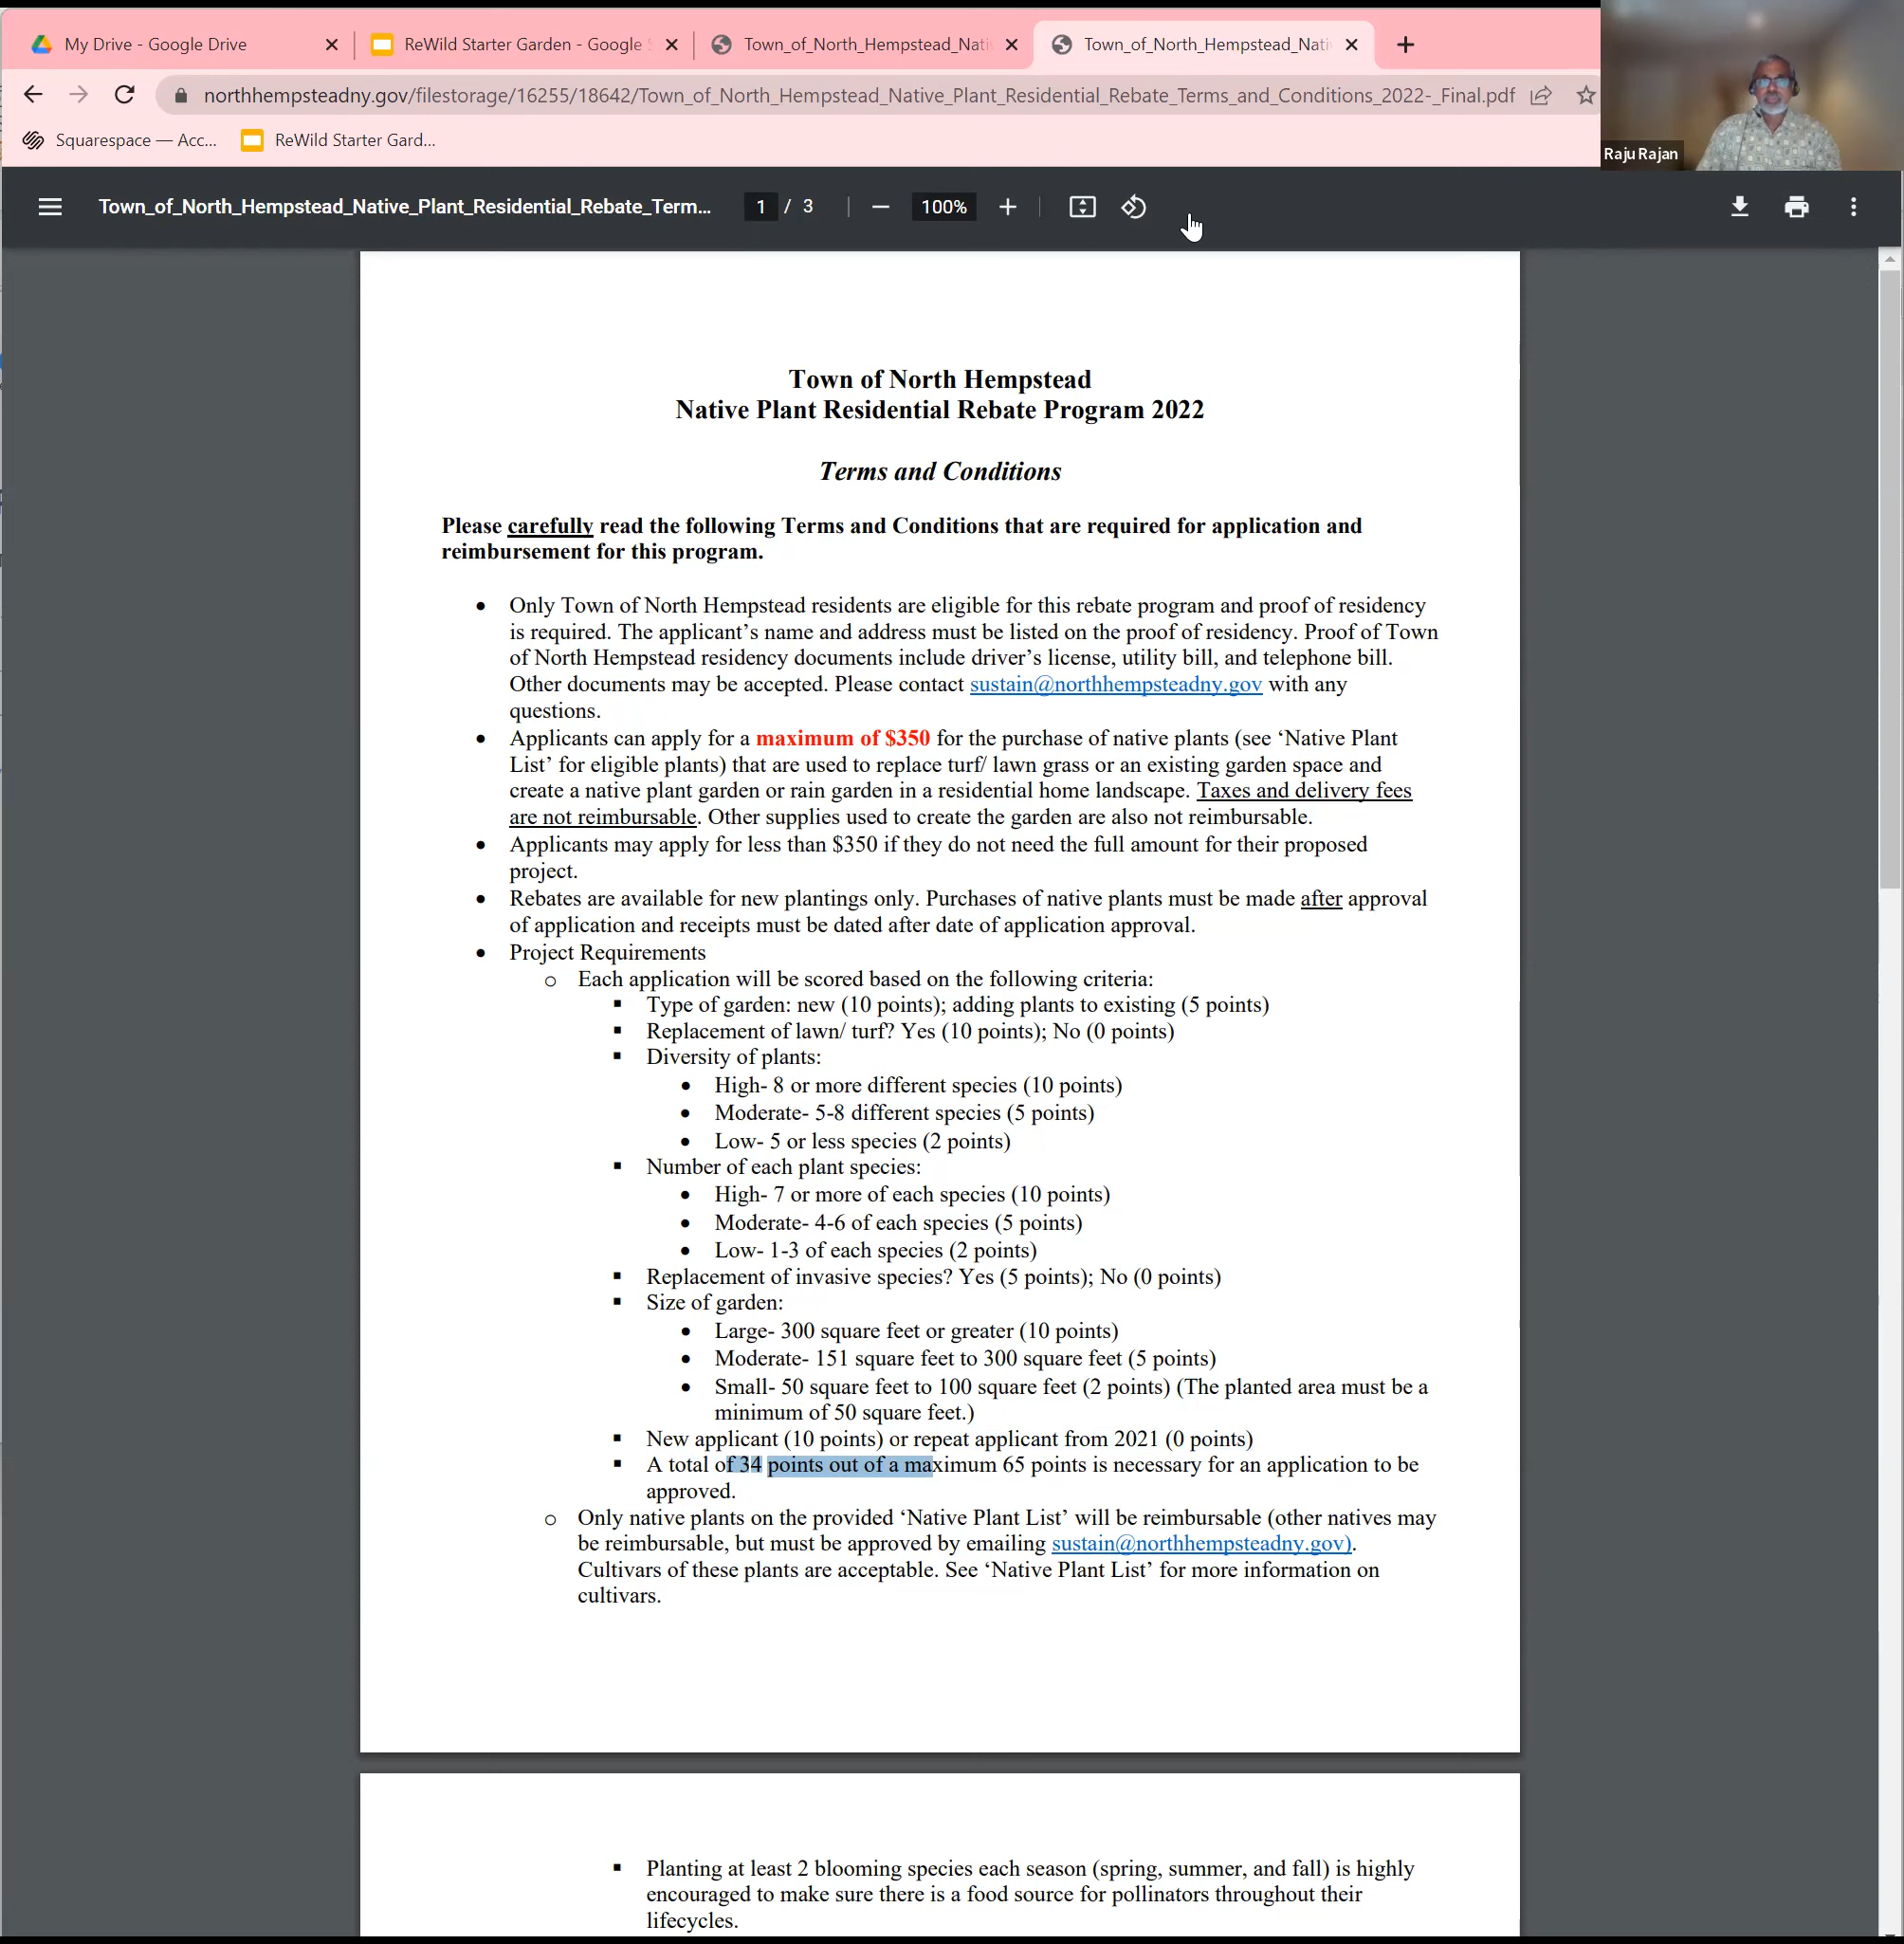 My Drive - Google Drive
ReWild Starter Garden - Google S
Town_of_North_Hempstead_Nati
Town_of_North_Hempstead_Nati
northhempsteadny.gov/filestorage/16255/18642/Town_of_North_Hempstead_Native_Plant_Residential_Rebate_Terms_and_Conditions_2022-_Final.pdf
Squarespace — Acc...
ReWild Starter Gard...
Raju Rajan
Town_of_North_Hempstead_Native_Plant_Residential_Rebate_Term...
1 / 3
100%
Town of North Hempstead
Native Plant Residential Rebate Program 2022
Terms and Conditions
Please carefully read the following Terms and Conditions that are required for application and
reimbursement for this program.
• Only Town of North Hempstead residents are eligible for this rebate program and proof of residency
is required. The applicant’s name and address must be listed on the proof of residency. Proof of Town
of North Hempstead residency documents include driver’s license, utility bill, and telephone bill.
Other documents may be accepted. Please contact sustain@northhempsteadny.gov with any
questions.
• Applicants can apply for a maximum of $350 for the purchase of native plants (see ‘Native Plant
List’ for eligible plants) that are used to replace turf/ lawn grass or an existing garden space and
create a native plant garden or rain garden in a residential home landscape. Taxes and delivery fees
are not reimbursable. Other supplies used to create the garden are also not reimbursable.
• Applicants may apply for less than $350 if they do not need the full amount for their proposed
project.
• Rebates are available for new plantings only. Purchases of native plants must be made after approval
of application and receipts must be dated after date of application approval.
• Project Requirements
o Each application will be scored based on the following criteria:
▪ Type of garden: new (10 points); adding plants to existing (5 points)
▪ Replacement of lawn/ turf? Yes (10 points); No (0 points)
▪ Diversity of plants:
• High- 8 or more different species (10 points)
• Moderate- 5-8 different species (5 points)
• Low- 5 or less species (2 points)
▪ Number of each plant species:
• High- 7 or more of each species (10 points)
• Moderate- 4-6 of each species (5 points)
• Low- 1-3 of each species (2 points)
▪ Replacement of invasive species? Yes (5 points); No (0 points)
▪ Size of garden:
• Large- 300 square feet or greater (10 points)
• Moderate- 151 square feet to 300 square feet (5 points)
• Small- 50 square feet to 100 square feet (2 points) (The planted area must be a
minimum of 50 square feet.)
▪ New applicant (10 points) or repeat applicant from 2021 (0 points)
▪ A total of 34 points out of a maximum 65 points is necessary for an application to be
approved.
o Only native plants on the provided ‘Native Plant List’ will be reimbursable (other natives may
be reimbursable, but must be approved by emailing sustain@northhempsteadny.gov).
Cultivars of these plants are acceptable. See ‘Native Plant List’ for more information on
cultivars.
▪ Planting at least 2 blooming species each season (spring, summer, and fall) is highly
encouraged to make sure there is a food source for pollinators throughout their
lifecycles.